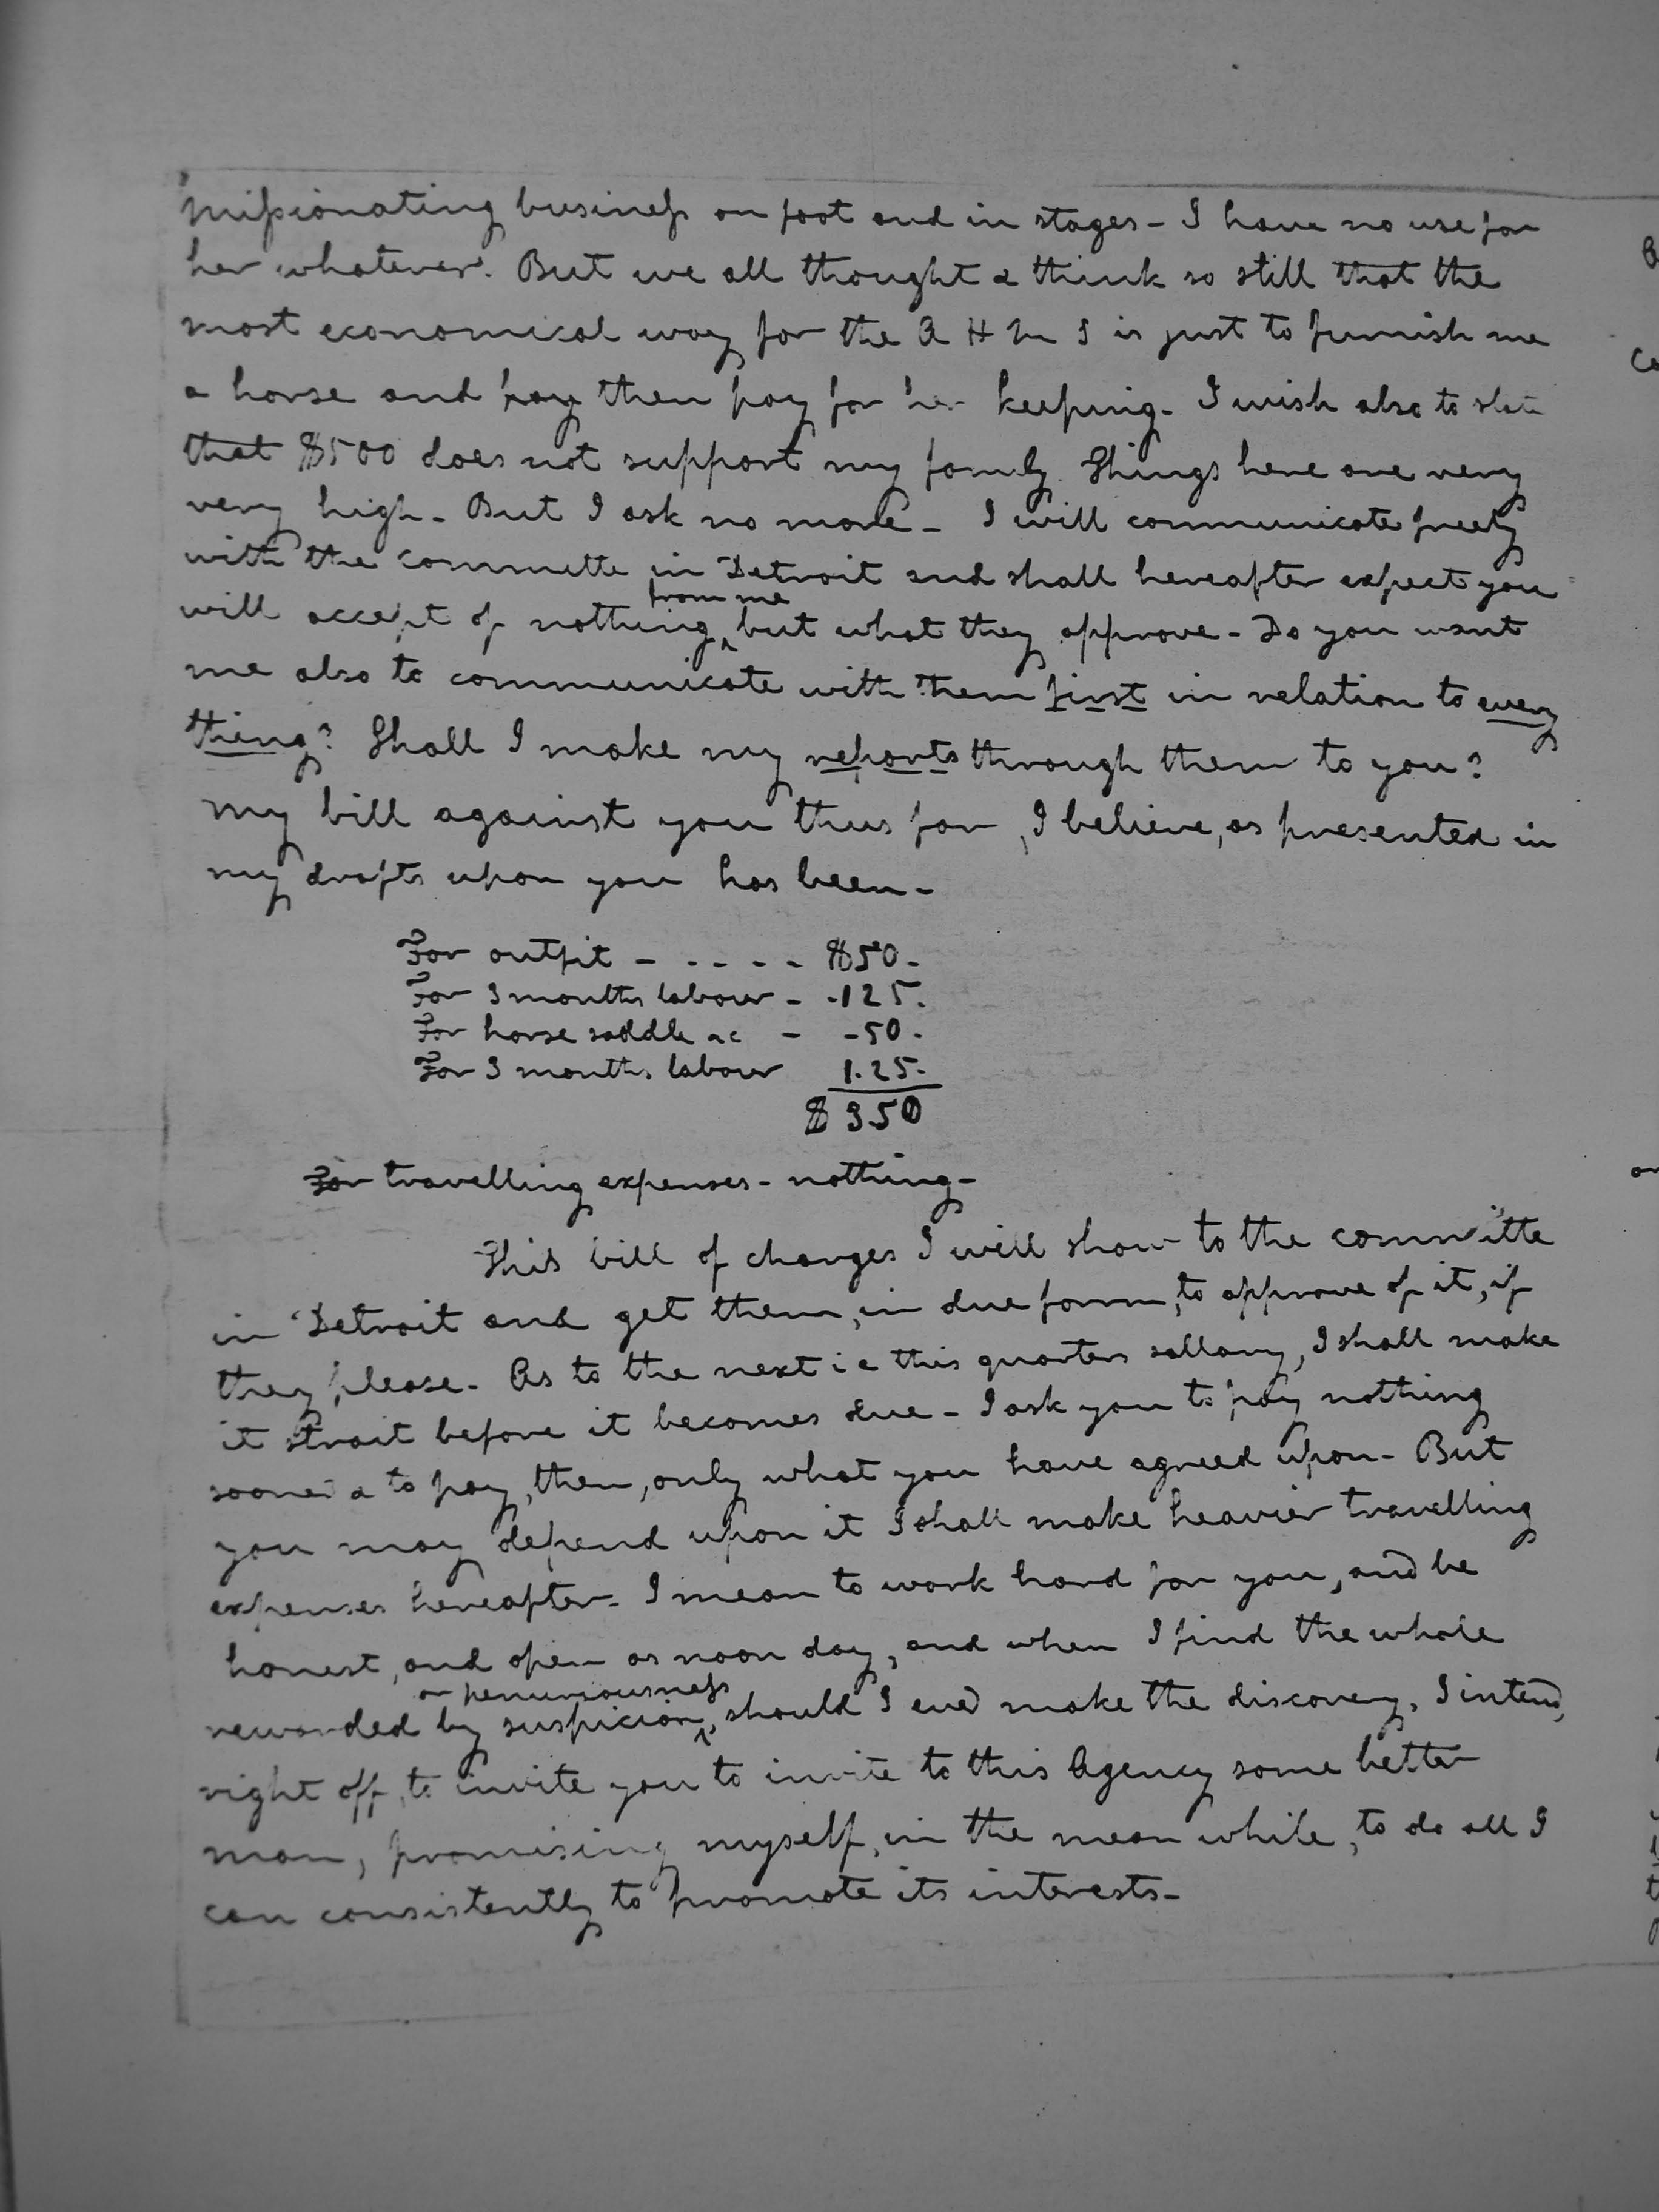 missionating business on foot and in stages - I have no use for
her whatever. But we all thought & think so still that the
most economical way for the A H M S is just to furnish me
a horse and pay then pay for her keeping - I wish also to state
that $500 does not support my family. Things here are very
very high - But I ask no more - I will communicate freely
with the committe in Detroit and shall hereafter expect you
from me
will accept of nothing ‸ but what they approve - Do you want
me also to communicate with them first in relation to every
thing? Shall I make my reports through them to you?
My bill against you thus far, I believe, as presented in
my drafts upon you has been -
For outfit - - - - - $50 -
For 3 months labour - - 125.
For horse saddle &c - - 50.
For 3 months labour 1.25.
$ 350
For travelling expenses - nothing -
This bill of charges I will show to the committe
in Detroit and get them, in due form, to approve of it, if
they please - As to the next i e this quarters sallary, I shall make
it strait before it becomes due - I ask you to pay nothing
sooner & to pay, then, only what you have agreed upon - But
you may depend upon it I shall make heavier travelling
expenses hereafter - I mean to work hard for you, and be
honest, and open as noon day, and when I find the whole
or penuriousness
rewarded by suspicion ‸, should I ever make the discovery, I intend,
right off, to invite you to invite to this Agency some better
man, promising myself, in the mean while, to do all I
can consistently to promote its interests -